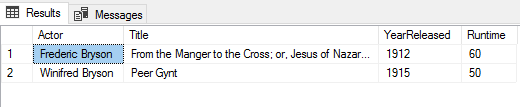 Results Messages
Actor Title YearReleased Runtime
1 Frederic Bryson From the Manger to the Cross; or, Jesus of Nazar... 1912 60
2 Winifred Bryson Peer Gynt 1915 50